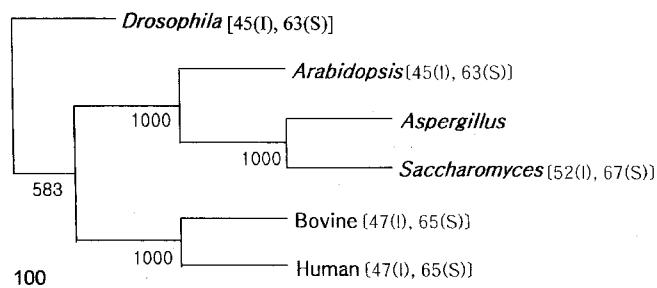 Drosophila [45(I), 63(S)]
Arabidopsis [45(I), 63(S)]
1000
Aspergillus
1000
Saccharomyces [52(I), 67(S)]
583
Bovine [47(I), 65(S)]
1000
Human [47(I), 65(S)]
100